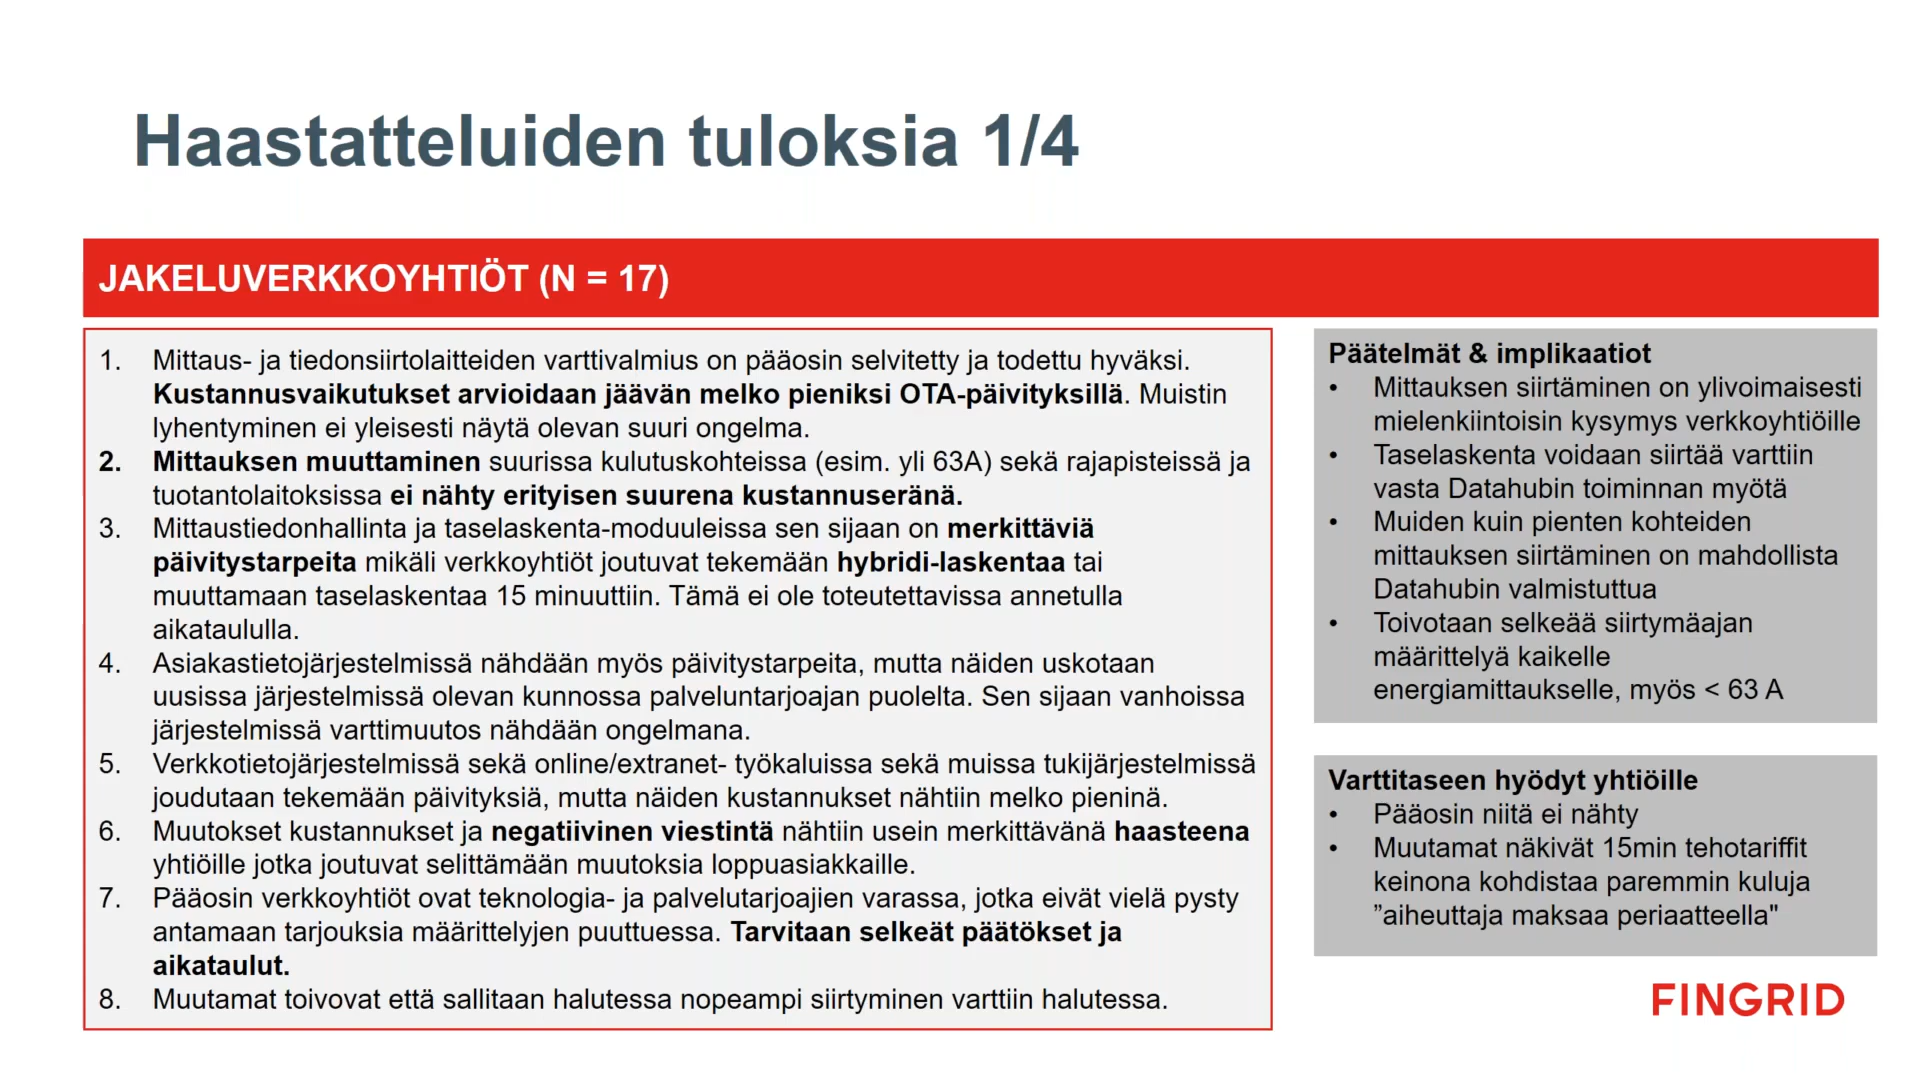 Haastatteluiden tuloksia 1/4
JAKELUVERKKOYHTIÖT (N = 17)
1. Mittaus- ja tiedonsiirtolaitteiden varttivalmius on pääosin selvitetty ja todettu hyväksi.
Kustannusvaikutukset arvioidaan jäävän melko pieniksi OTA-päivityksillä. Muistin
lyhentyminen ei yleisesti näytä olevan suuri ongelma.
2. Mittauksen muuttaminen suurissa kulutuskohteissa (esim. yli 63A) sekä rajapisteissä ja
tuotantolaitoksissa ei nähty erityisen suurena kustannuseränä.
3. Mittaustiedonhallinta ja taselaskenta-moduuleissa sen sijaan on merkittäviä
päivitystarpeita mikäli verkkoyhtiöt joutuvat tekemään hybridi-laskentaa tai
muuttamaan taselaskentaa 15 minuuttiin. Tämä ei ole toteutettavissa annetulla
aikataululla.
4. Asiakastietojärjestelmissä nähdään myös päivitystarpeita, mutta näiden uskotaan
uusissa järjestelmissä olevan kunnossa palveluntarjoajan puolelta. Sen sijaan vanhoissa
järjestelmissä varttimuutos nähdään ongelmana.
5. Verkkotietojärjestelmissä sekä online/extranet- työkaluissa sekä muissa tukijärjestelmissä
joudutaan tekemään päivityksiä, mutta näiden kustannukset nähtiin melko pieninä.
6. Muutokset kustannukset ja negatiivinen viestintä nähtiin usein merkittävänä haasteena
yhtiöille jotka joutuvat selittämään muutoksia loppuasiakkaille.
7. Pääosin verkkoyhtiöt ovat teknologia- ja palvelutarjoajien varassa, jotka eivät vielä pysty
antamaan tarjouksia määrittelyjen puuttuessa. Tarvitaan selkeät päätökset ja
aikataulut.
8. Muutamat toivovat että sallitaan halutessa nopeampi siirtyminen varttiin halutessa.
Päätelmät & implikaatiot
• Mittauksen siirtäminen on ylivoimaisesti
mielenkiintoisin kysymys verkkoyhtiöille
• Taselaskenta voidaan siirtää varttiin
vasta Datahubin toiminnan myötä
• Muiden kuin pienten kohteiden
mittauksen siirtäminen on mahdollista
Datahubin valmistuttua
• Toivotaan selkeää siirtymäajan
määrittelyä kaikelle
energiamittaukselle, myös < 63 A
Varttitaseen hyödyt yhtiöille
• Pääosin niitä ei nähty
• Muutamat näkivät 15min tehotariffit
keinona kohdistaa paremmin kuluja
”aiheuttaja maksaa periaatteella"
FINGRID